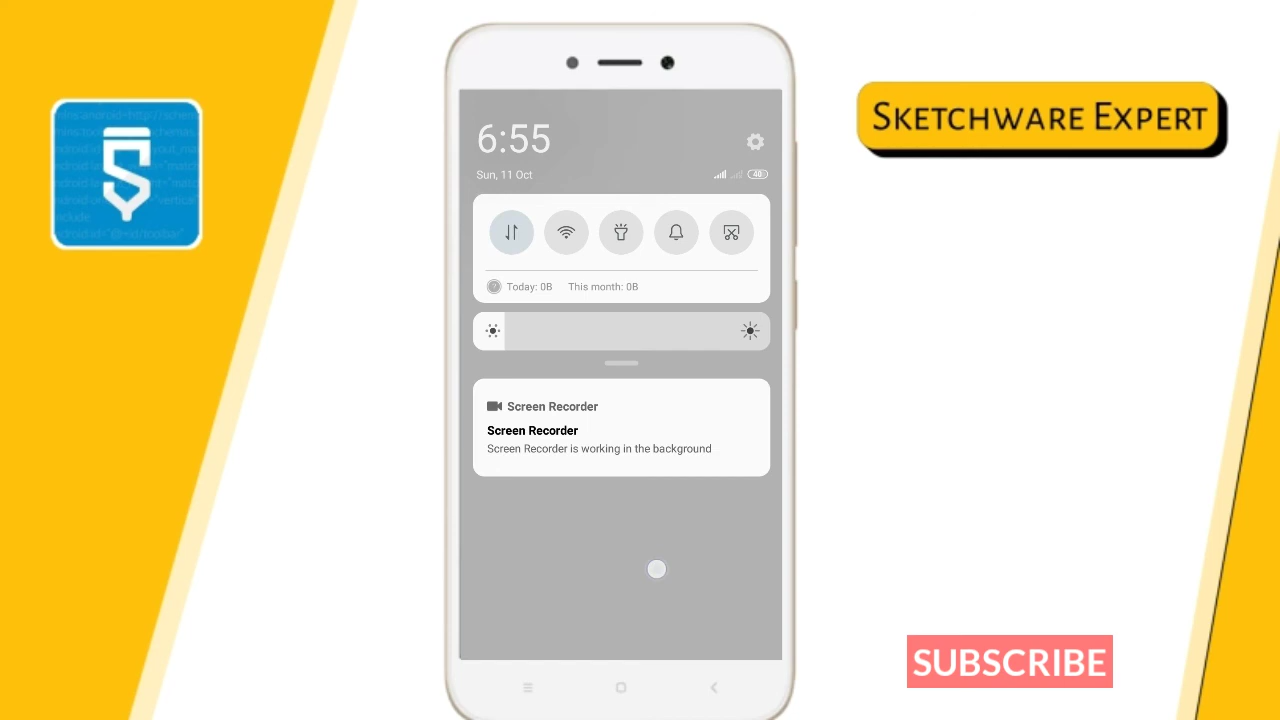 SKETCHWARE EXPERT
6:55
Sun, 11 Oct
40
Today: 0B This month: 0B
Screen Recorder
Screen Recorder
Screen Recorder is working in the background
SUBSCRIBE